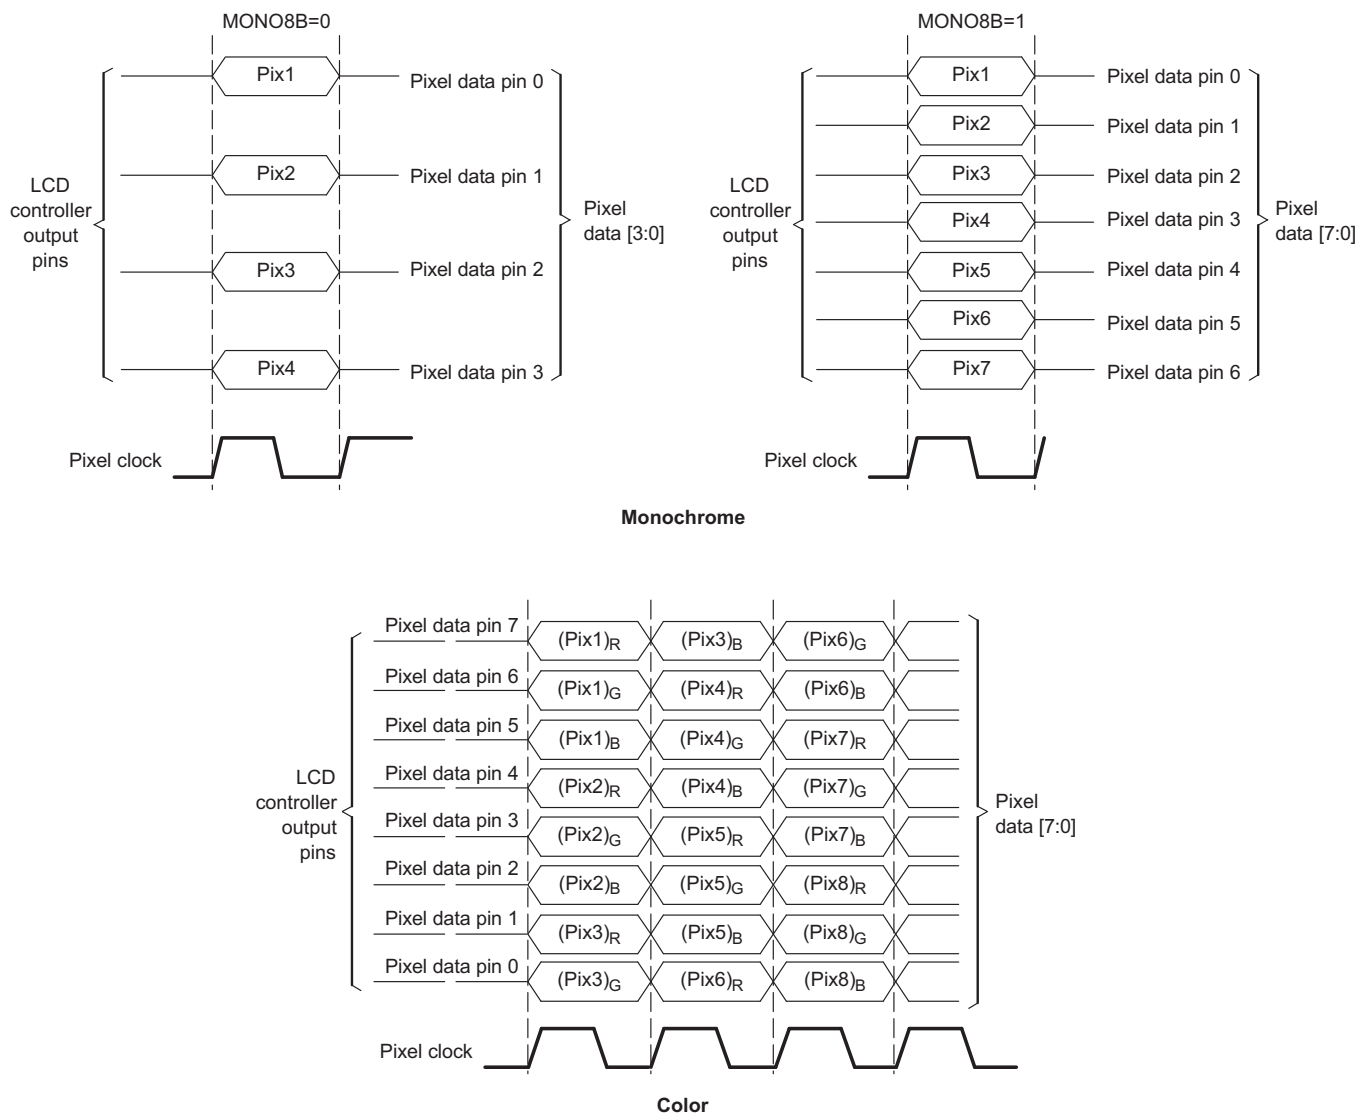 MONO8B=0
Pix1
Pixel data pin 0
Pix2
Pixel data pin 1
LCD
controller
output
pins
Pixel
data [3:0]
Pix3
Pixel data pin 2
Pix4
Pixel data pin 3
Pixel clock
MONO8B=1
Pix1
Pixel data pin 0
Pix2
Pixel data pin 1
Pix3
Pixel data pin 2
LCD
controller
output
pins
Pix4
Pixel data pin 3
Pixel
data [7:0]
Pix5
Pixel data pin 4
Pix6
Pixel data pin 5
Pix7
Pixel data pin 6
Pixel clock
Monochrome
Pixel data pin 7 (Pix1)R (Pix3)B (Pix6)G
Pixel data pin 6 (Pix1)G (Pix4)R (Pix6)B
Pixel data pin 5 (Pix1)B (Pix4)G (Pix7)R
Pixel data pin 4 (Pix2)R (Pix4)B (Pix7)G
LCD
controller
output
pins
Pixel data pin 3 (Pix2)G (Pix5)R (Pix7)B
Pixel
data [7:0]
Pixel data pin 2 (Pix2)B (Pix5)G (Pix8)R
Pixel data pin 1 (Pix3)R (Pix5)B (Pix8)G
Pixel data pin 0 (Pix3)G (Pix6)R (Pix8)B
Pixel clock
Color